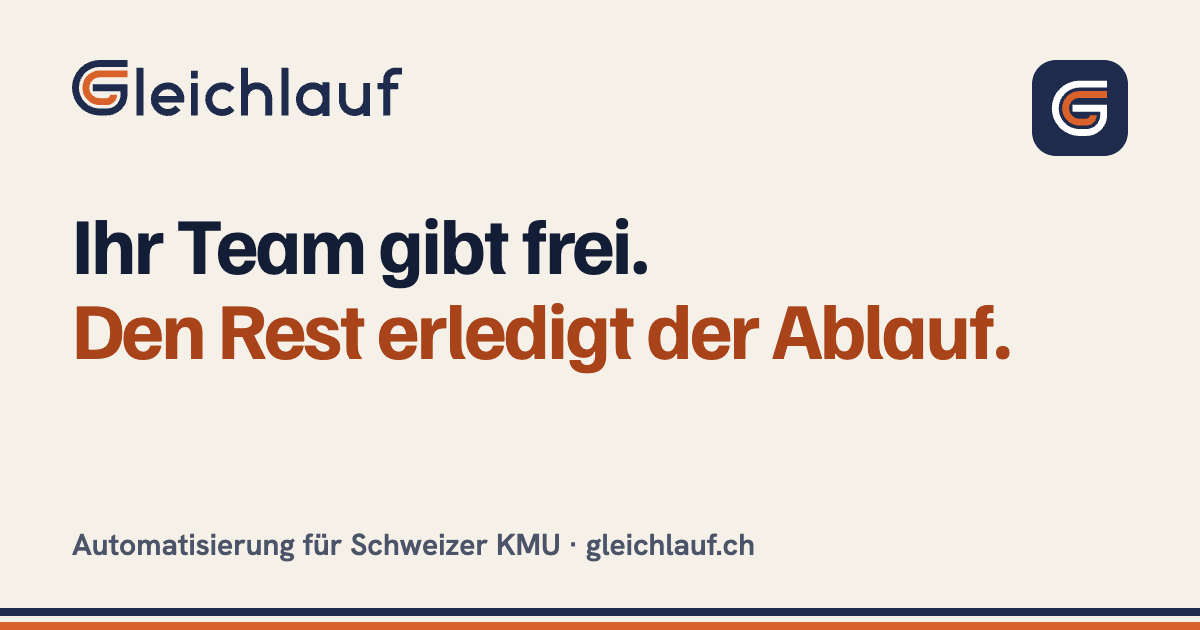 Gleichlauf
G
Ihr Team gibt frei.
Den Rest erledigt der Ablauf.
Automatisierung für Schweizer KMU · gleichlauf.ch